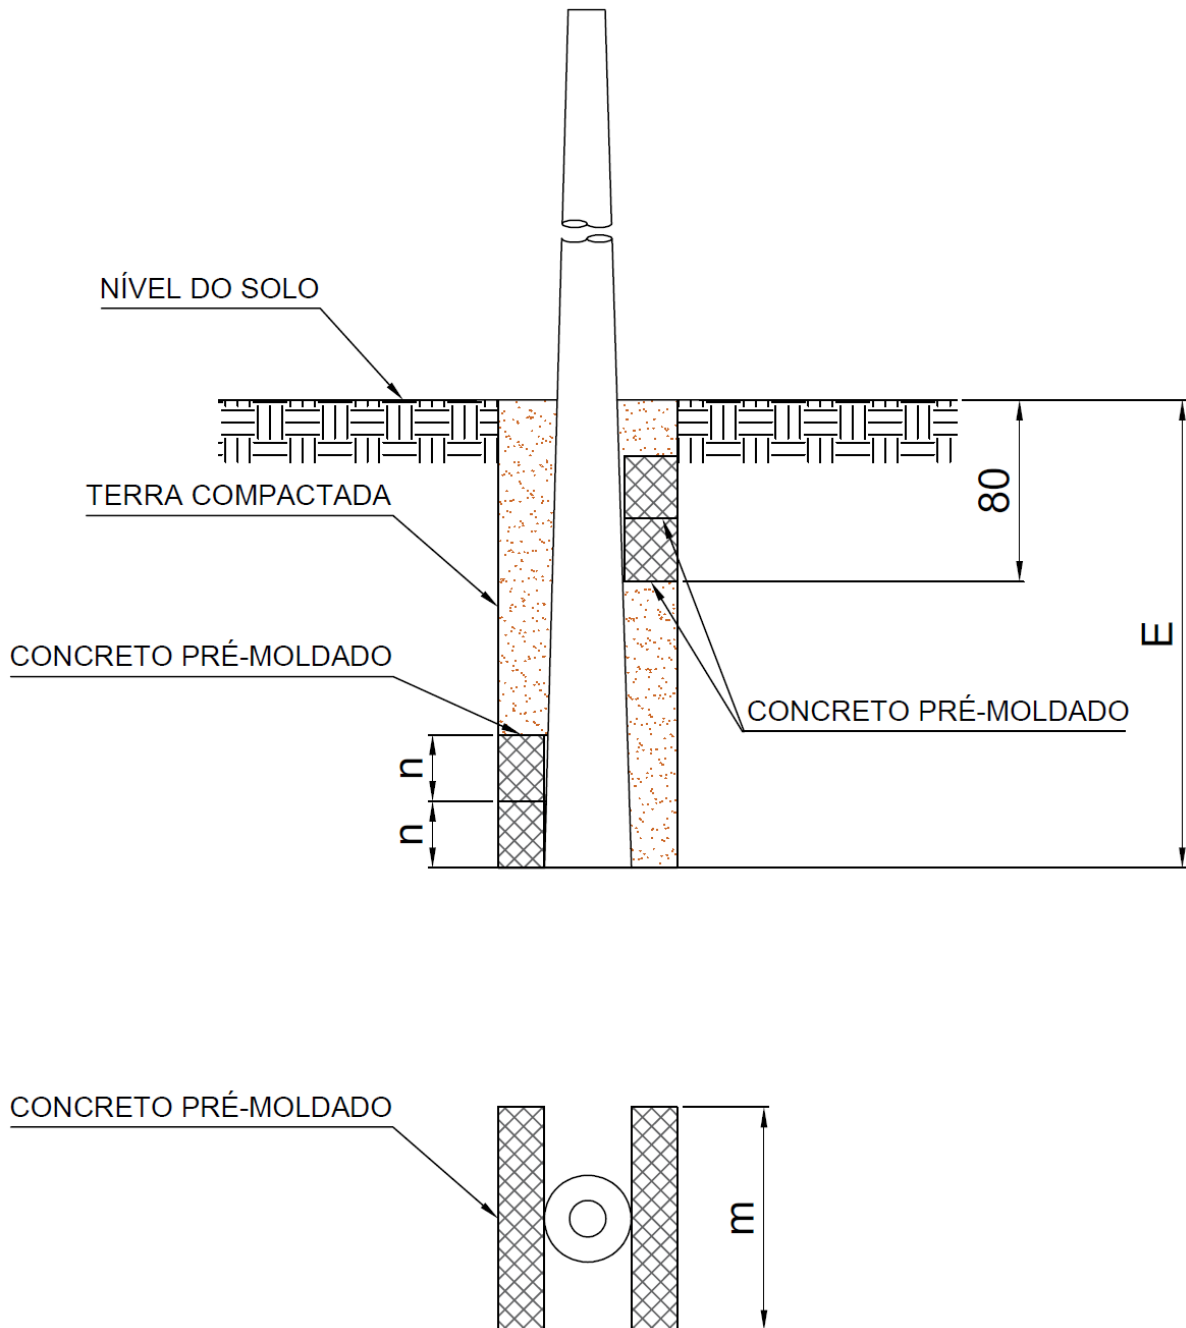 NÍVEL DO SOLO
TERRA COMPACTADA
80
E
CONCRETO PRÉ-MOLDADO
CONCRETO PRÉ-MOLDADO
n
n
CONCRETO PRÉ-MOLDADO
m